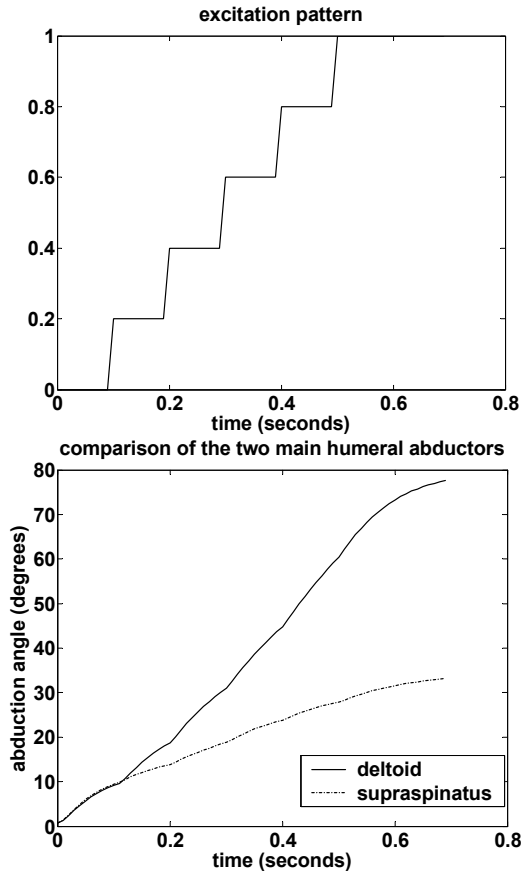 excitation pattern
1
0.8
0.6
0.4
0.2
0
0 0.2 0.4 0.6 0.8
time (seconds)
comparison of the two main humeral abductors
80
70
60
50
40
30
20
10
0
abduction angle (degrees)
deltoid
supraspinatus
0 0.2 0.4 0.6 0.8
time (seconds)